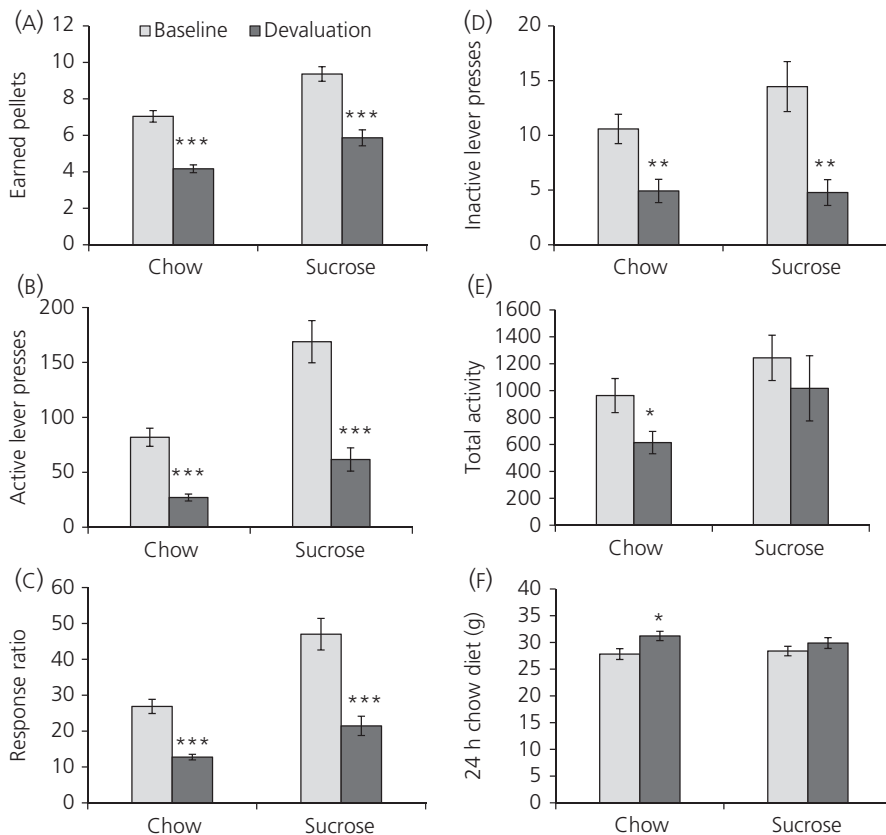 (A)
Baseline Devaluation
Earned pellets
12
10
8
6
4
2
0
***
***
Chow Sucrose
(B)
Active lever presses
200
150
100
50
0
***
***
Chow Sucrose
(C)
Response ratio
60
50
40
30
20
10
0
***
***
Chow Sucrose
(D)
Inactive lever presses
20
15
10
5
0
**
**
Chow Sucrose
(E)
Total activity
1600
1400
1200
1000
800
600
400
200
0
*
Chow Sucrose
(F)
24 h chow diet (g)
40
35
30
25
20
15
10
5
0
*
Chow Sucrose